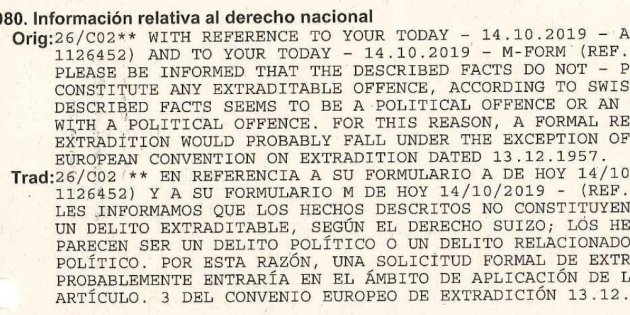 080. Información relativa al derecho nacional
Orig:26/C02** WITH REFERENCE TO YOUR TODAY - 14.10.2019 - A
1126452) AND TO YOUR TODAY - 14.10.2019 - M-FORM (REF.
PLEASE BE INFORMED THAT THE DESCRIBED FACTS DO NOT - P
CONSTITUTE ANY EXTRADITABLE OFFENCE, ACCORDING TO SWIS
DESCRIBED FACTS SEEMS TO BE A POLITICAL OFFENCE OR AN
WITH A POLITICAL OFFENCE. FOR THIS REASON, A FORMAL RE
EXTRADITION WOULD PROBABLY FALL UNDER THE EXCEPTION OF
EUROPEAN CONVENTION ON EXTRADITION DATED 13.12.1957.
Trad:26/C02 ** EN REFERENCIA A SU FORMULARIO A DE HOY 14/10
1126452) Y A SU FORMULARIO M DE HOY 14/10/2019 - (REF.
LES INFORMAMOS QUE LOS HECHOS DESCRITOS NO CONSTITUYEN
UN DELITO EXTRADITABLE, SEGÚN EL DERECHO SUIZO; LOS HE
PARECEN SER UN DELITO POLÍTICO O UN DELITO RELACIONADO
POLÍTICO. POR ESTA RAZÓN, UNA SOLICITUD FORMAL DE EXTR
PROBABLEMENTE ENTRARÍA EN EL ÁMBITO DE APLICACIÓN DE L
ARTÍCULO. 3 DEL CONVENIO EUROPEO DE EXTRADICIÓN 13.12.